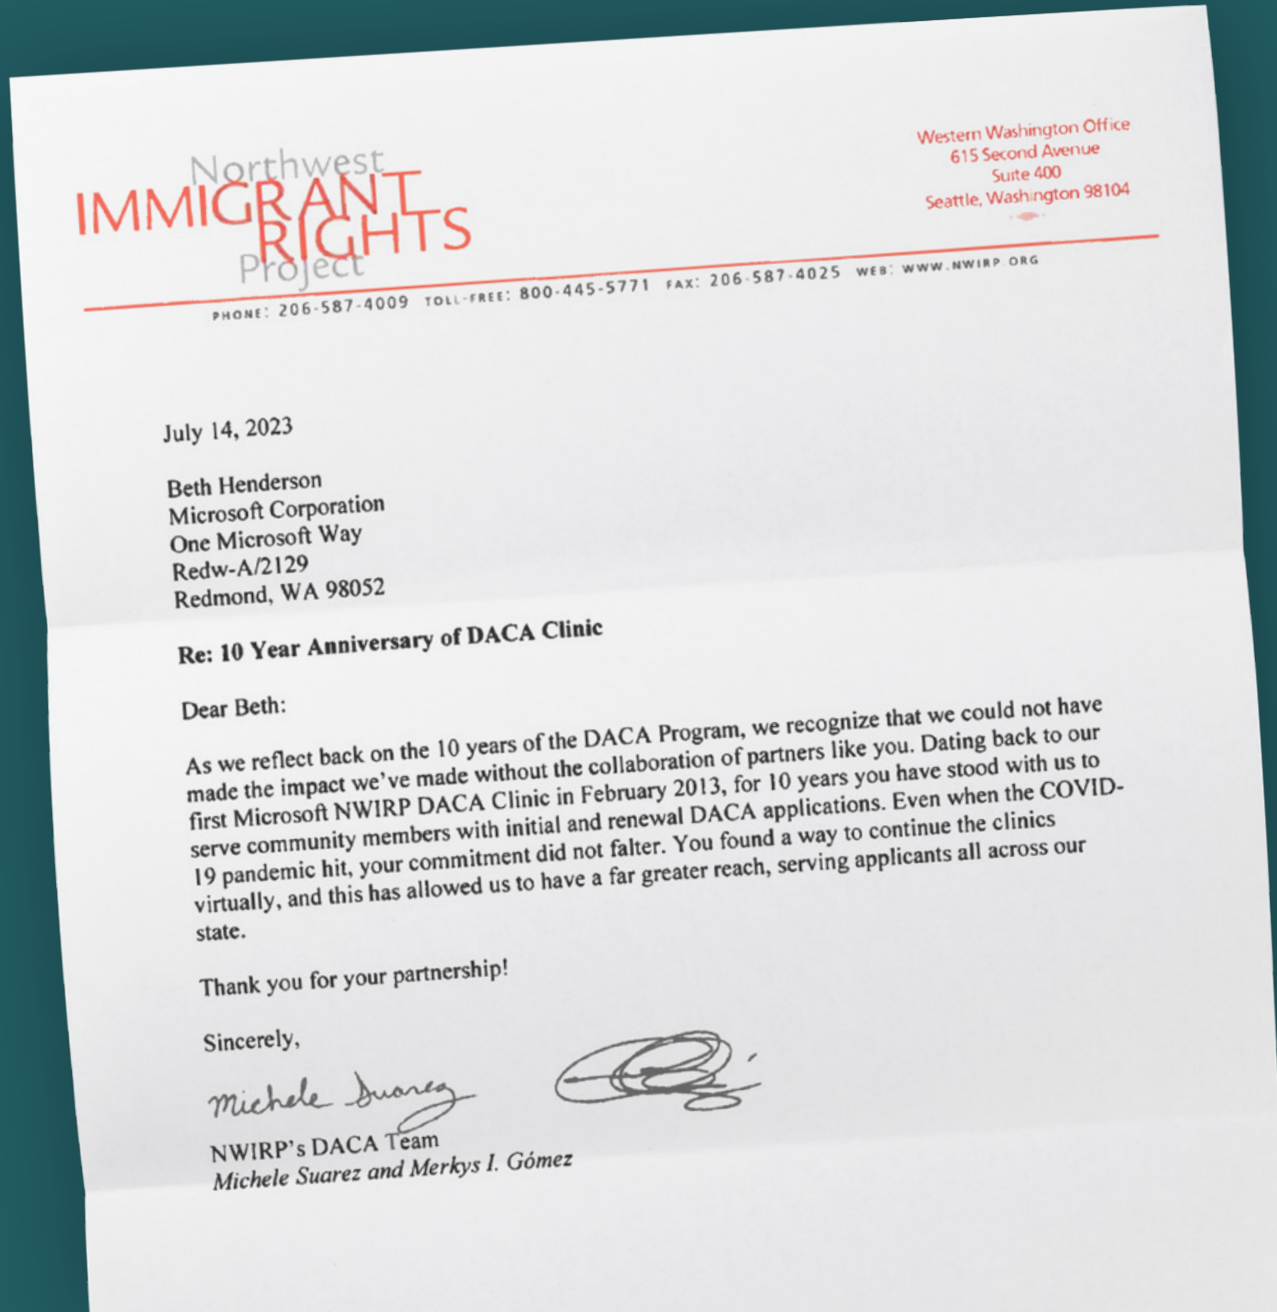 Northwest
IMMIGRANT
RIGHTS
Project
Western Washington Office
615 Second Avenue
Suite 400
Seattle, Washington 98104
PHONE: 206-587-4009 TOLL-FREE: 800-445-5771 FAX: 206-587-4025 WEB: WWW.NWIRP.ORG
July 14, 2023
Beth Henderson
Microsoft Corporation
One Microsoft Way
Redw-A/2129
Redmond, WA 98052
Re: 10 Year Anniversary of DACA Clinic
Dear Beth:
As we reflect back on the 10 years of the DACA Program, we recognize that we could not have
made the impact we've made without the collaboration of partners like you. Dating back to our
first Microsoft NWIRP DACA Clinic in February 2013, for 10 years you have stood with us to
serve community members with initial and renewal DACA applications. Even when the COVID-
19 pandemic hit, your commitment did not falter. You found a way to continue the clinics
virtually, and this has allowed us to have a far greater reach, serving applicants all across our
state.
Thank you for your partnership!
Sincerely,
Michele Suarez
NWIRP's DACA Team
Michele Suarez and Merkys I. Gómez